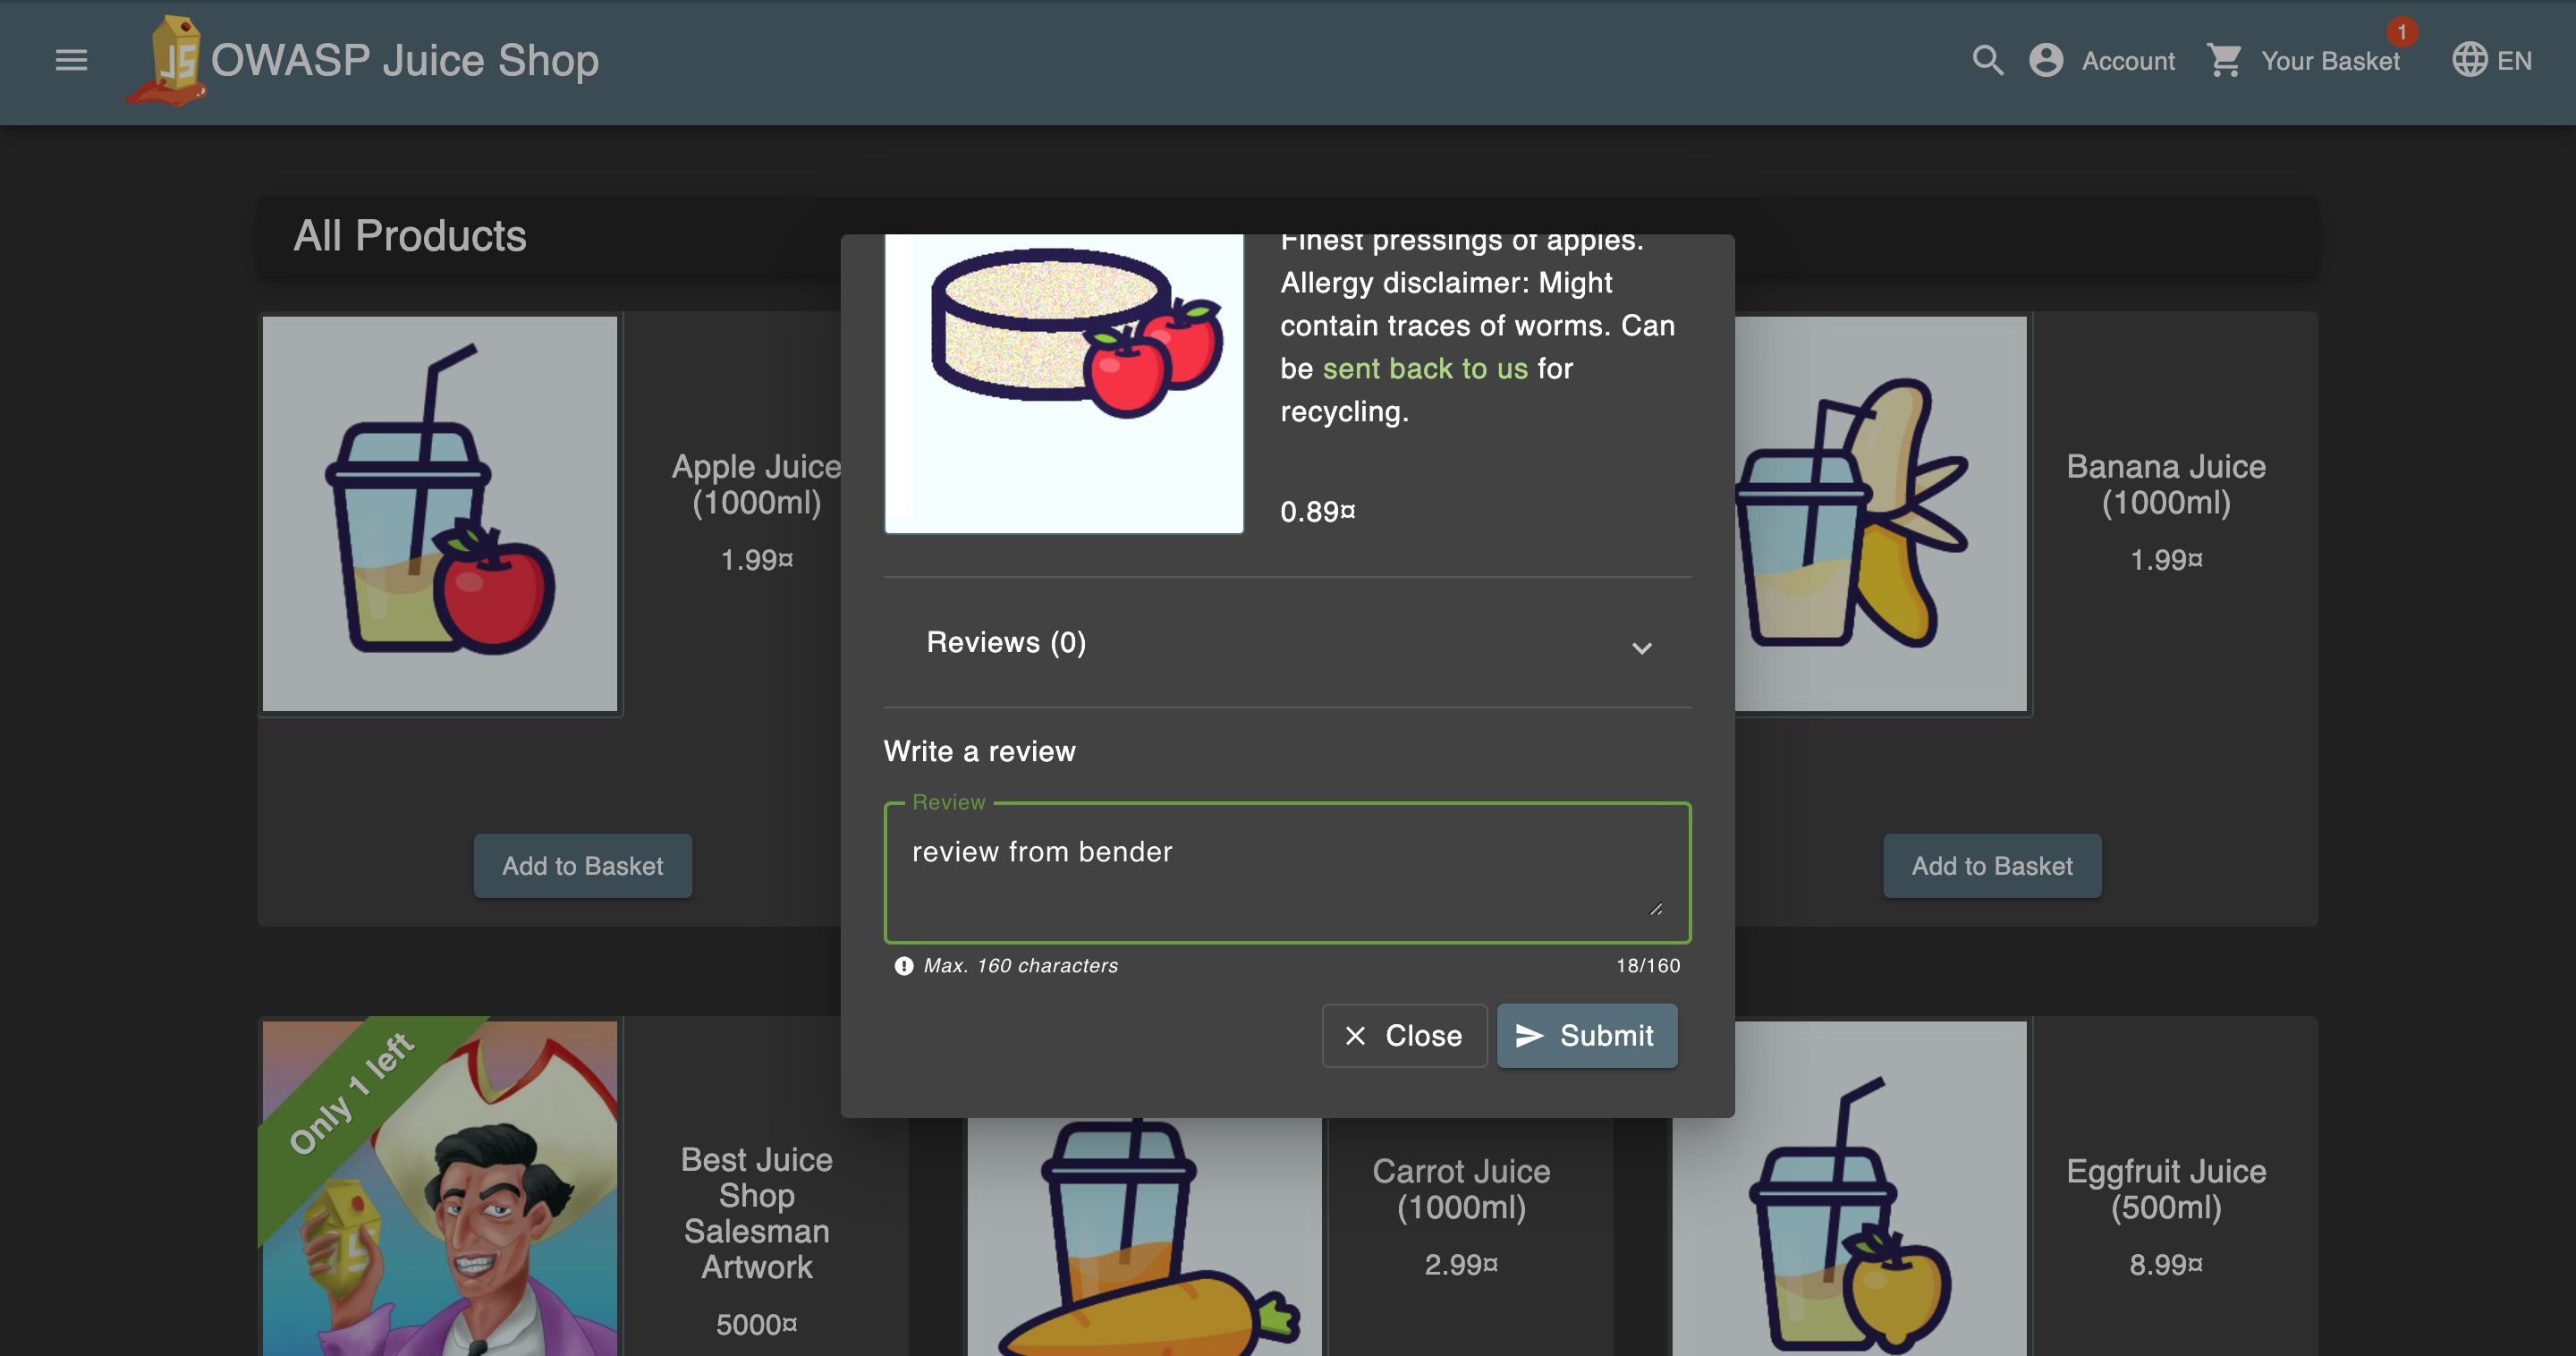 OWASP Juice Shop
Account
Your Basket
1
EN
All Products
Apple Juice
(1000ml)
1.99¤
Add to Basket
Finest pressings of apples.
Allergy disclaimer: Might
contain traces of worms. Can
be sent back to us for
recycling.
0.89¤
Reviews (0)
Write a review
Review
review from bender
Max. 160 characters
18/160
Close
Submit
Banana Juice
(1000ml)
1.99¤
Add to Basket
Only 1 left
Best Juice
Shop
Salesman
Artwork
5000¤
Carrot Juice
(1000ml)
2.99¤
Eggfruit Juice
(500ml)
8.99¤